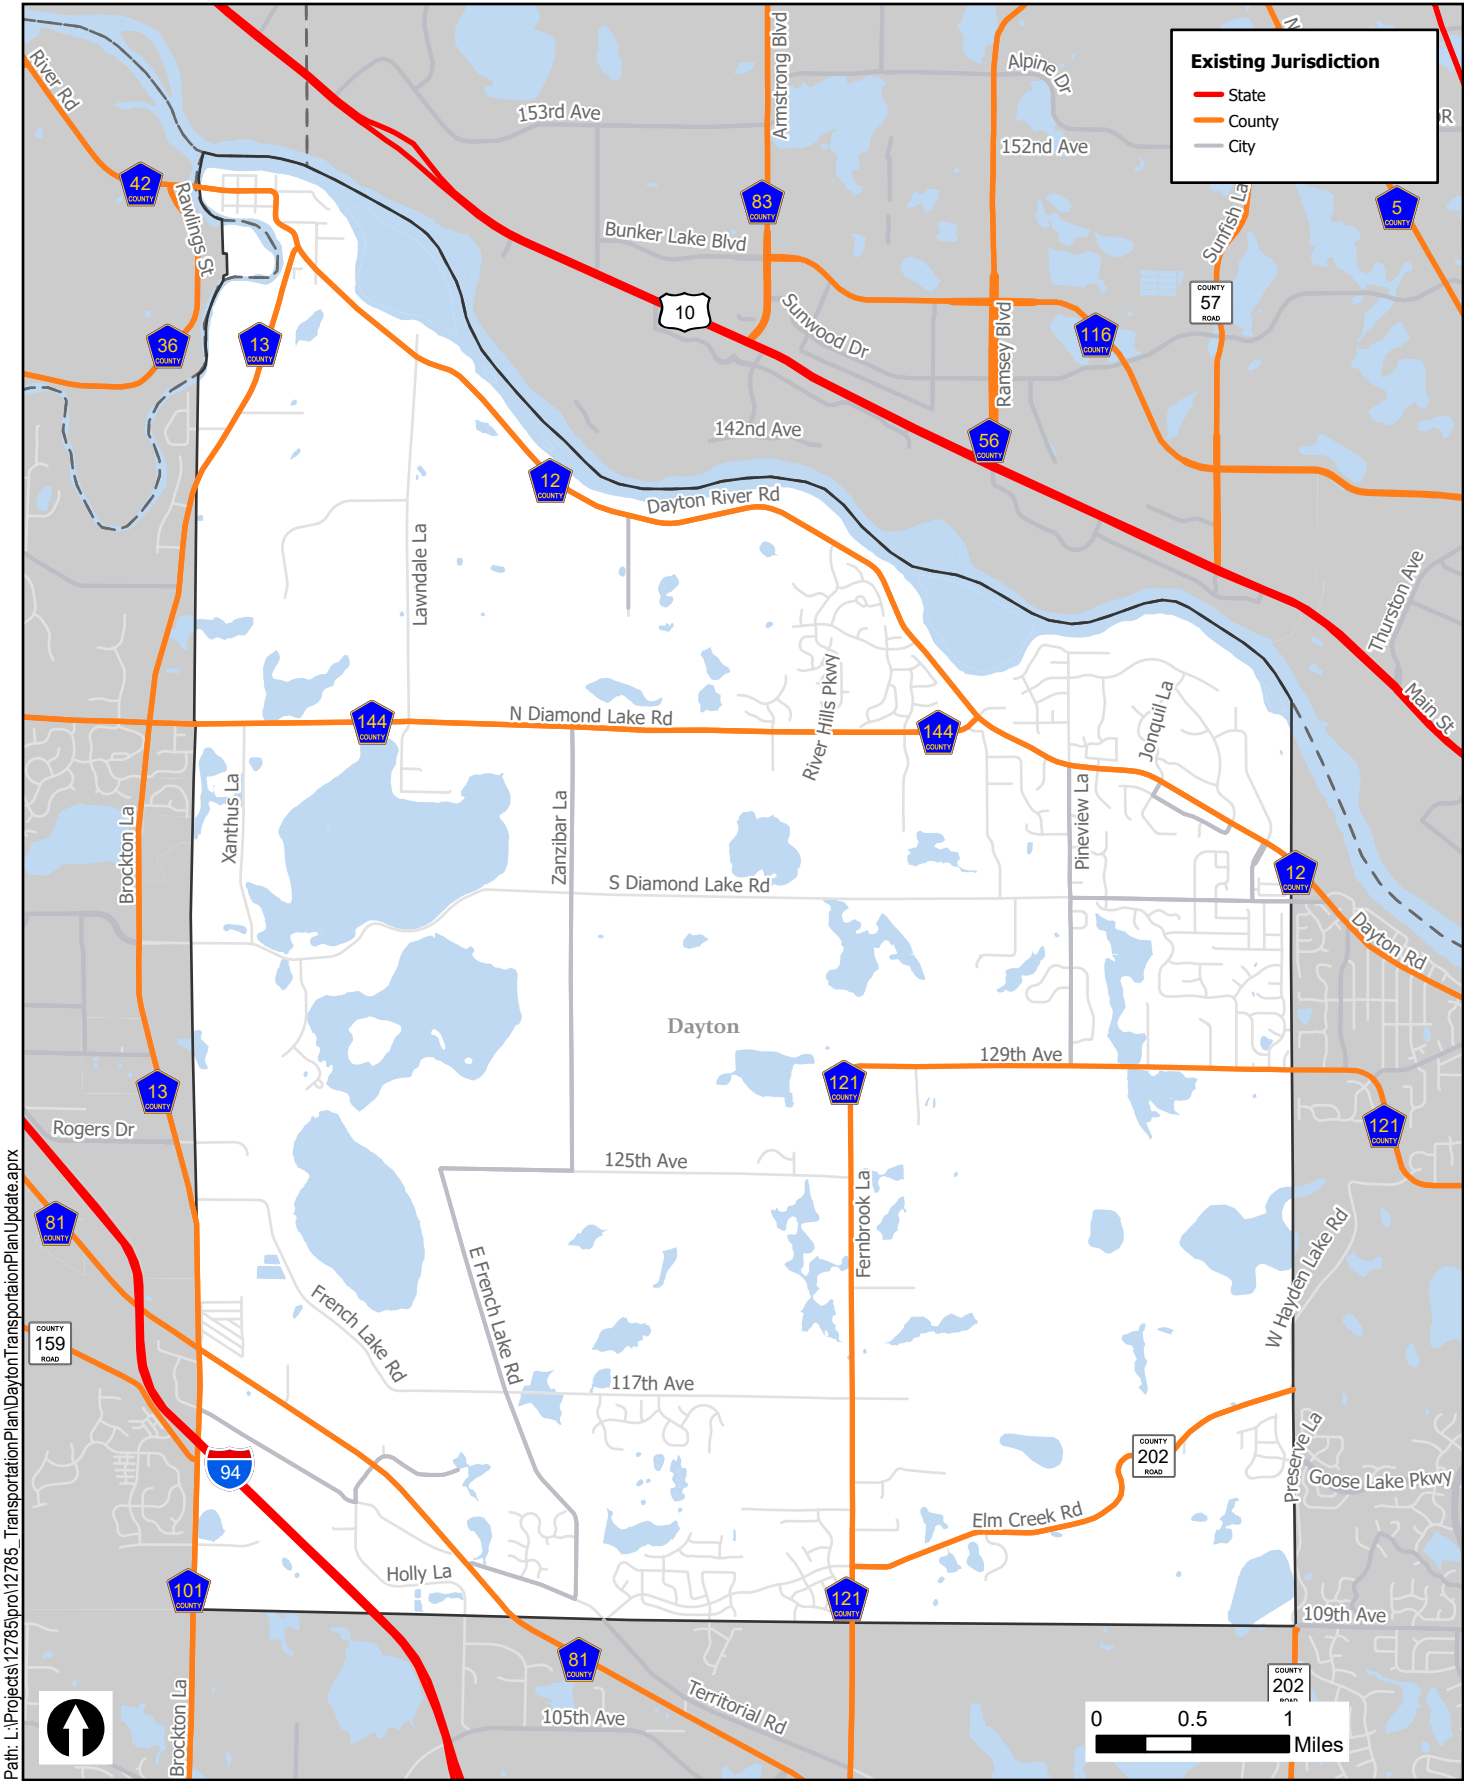 Existing Jurisdiction
State
County
City
River Rd
Armstrong Blvd
Alpine Dr
153rd Ave
152nd Ave
42
COUNTY
Rawlings St
83
COUNTY
5
COUNTY
Sunfish La
Bunker Lake Blvd
COUNTY
57
ROAD
10
Sunwood Dr
Ramsey Blvd
116
COUNTY
36
COUNTY
13
COUNTY
142nd Ave
56
COUNTY
12
COUNTY
Dayton River Rd
Lawndale La
Thurston Ave
River Hills Pkwy
Main St
Jonquil La
144
COUNTY
N Diamond Lake Rd
144
COUNTY
Xanthus La
Zanzibar La
Pineview La
Brockton La
S Diamond Lake Rd
12
COUNTY
Dayton Rd
Dayton
129th Ave
121
COUNTY
13
COUNTY
121
COUNTY
Rogers Dr
125th Ave
Fernbrook La
81
COUNTY
W Hayden Lake Rd
E French Lake Rd
French Lake Rd
COUNTY
159
ROAD
117th Ave
COUNTY
202
ROAD
Preserve La
94
Goose Lake Pkwy
Elm Creek Rd
Holly La
101
COUNTY
121
COUNTY
109th Ave
81
COUNTY
COUNTY
202
Territorial Rd
105th Ave
Brockton La
0 0.5 1
Miles
Path: L:\Projects\12785\pro\12785_TransportationPlan\DaytonTransportaionPlanUpdate.aprx